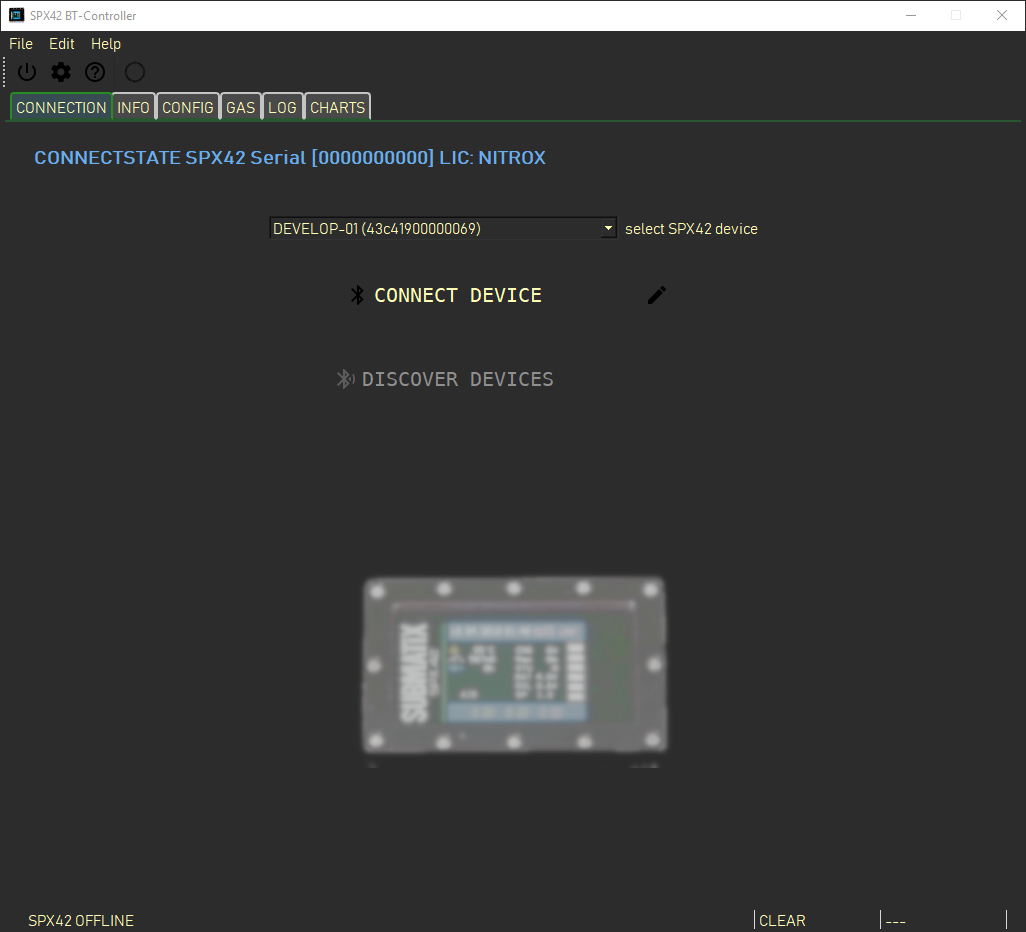 SPX42 BT-Controller
File Edit Help
CONNECTION INFO CONFIG GAS LOG CHARTS
CONNECTSTATE SPX42 Serial [0000000000] LIC: NITROX
DEVELOP-01 (43c41900000069) select SPX42 device
CONNECT DEVICE
DISCOVER DEVICES
SUBMATIX
SPX42
SPX42 OFFLINE CLEAR ---